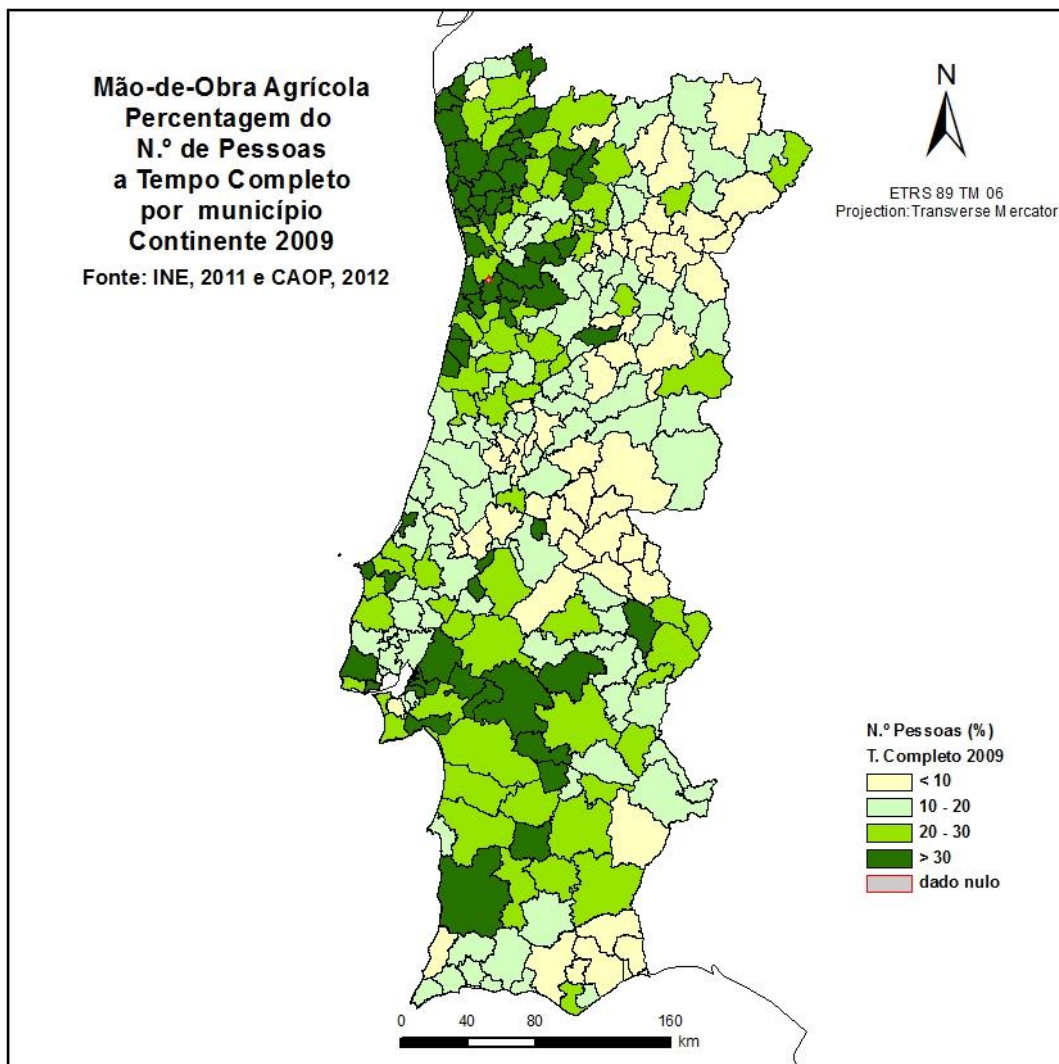 Mão-de-Obra Agrícola
Percentagem do
N.º de Pessoas
a Tempo Completo
por município
Continente 2009
Fonte: INE, 2011 e CAOP, 2012
N
ETRS 89 TM 06
Projection: Transverse Mercator
N.º Pessoas (%)
T. Completo 2009
< 10
10 - 20
20 - 30
> 30
dado nulo
0 40 80 160
km